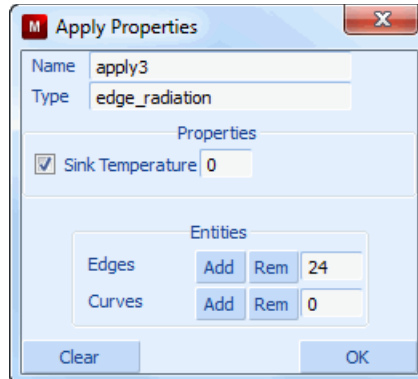 M Apply Properties X
Name apply3
Type edge_radiation
Properties
Sink Temperature 0
Entities
Edges Add Rem 24
Curves Add Rem 0
Clear OK